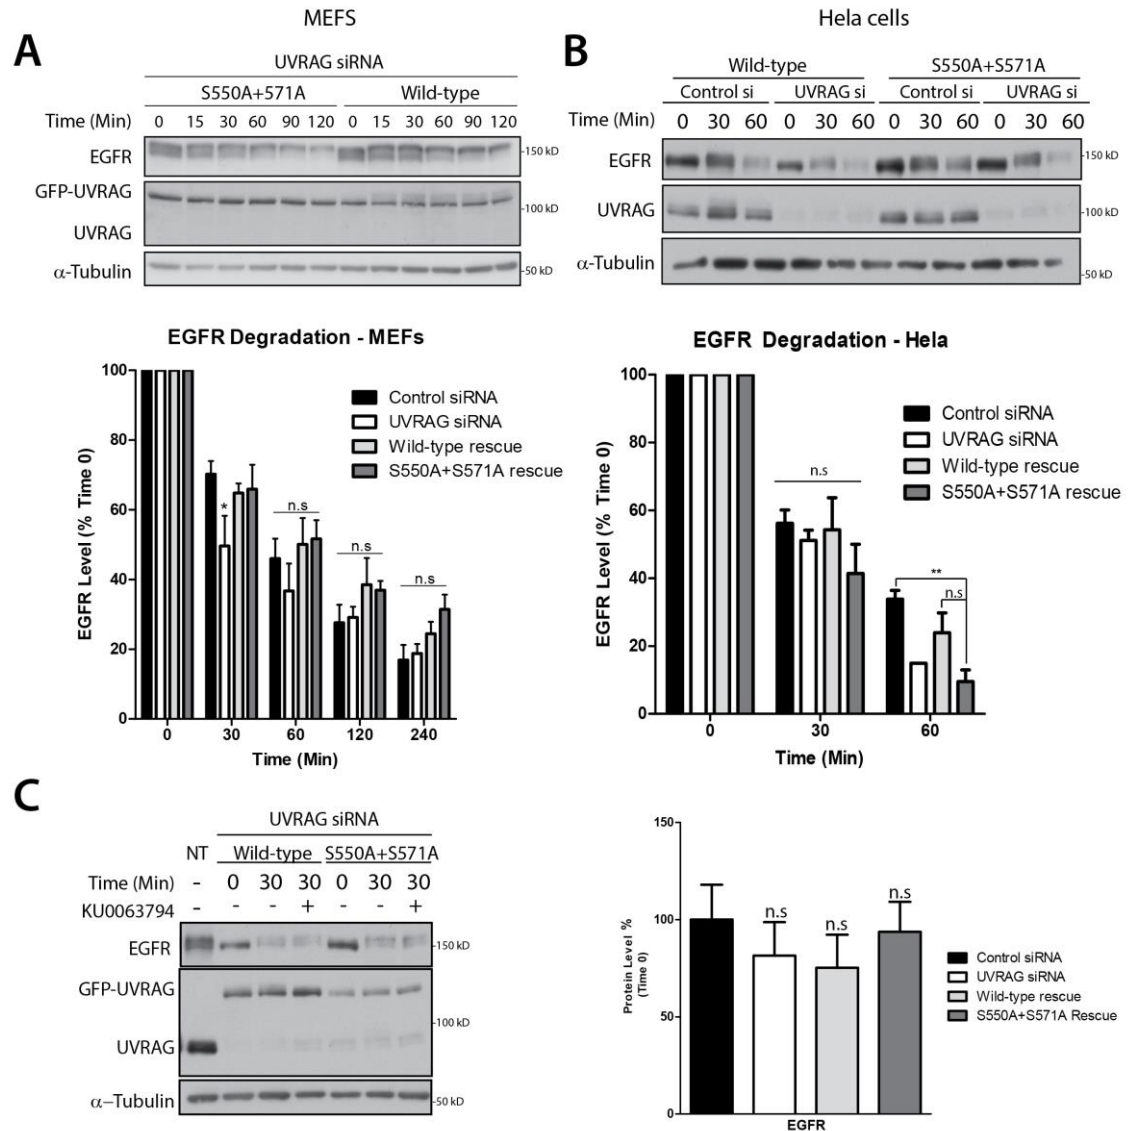 MEFS
Hela cells
A
UVRAG siRNA
S550A+571A Wild-type
Time (Min) 0 15 30 60 90 120 0 15 30 60 90 120
EGFR
-150 kD
GFP-UVRAG
-100 kD
UVRAG
α-Tubulin
-50 kD
B
Wild-type S550A+S571A
Control si UVRAG si Control si UVRAG si
Time (Min) 0 30 60 0 30 60 0 30 60 0 30 60
EGFR
-150 kD
UVRAG
-100 kD
α-Tubulin
-50 kD
EGFR Degradation - MEFs
100
80
60
40
20
0
EGFR Level (% Time 0)
Control siRNA
UVRAG siRNA
Wild-type rescue
S550A+S571A rescue
*
n.s
n.s
n.s
0 30 60 120 240
Time (Min)
EGFR Degradation - Hela
100
80
60
40
20
0
EGFR Level (% Time 0)
Control siRNA
UVRAG siRNA
Wild-type rescue
S550A+S571A rescue
n.s
**
n.s
0 30 60
Time (Min)
C
UVRAG siRNA
NT Wild-type S550A+S571A
Time (Min) - 0 30 30 0 30 30
KU0063794 - - - + - - +
EGFR
-150 kD
GFP-UVRAG
-100 kD
UVRAG
α–Tubulin
-50 kD
150
100
50
0
Protein Level %
(Time 0)
n.s
n.s
n.s
Control siRNA
UVRAG siRNA
Wild-type rescue
S550A+S571A Rescue
EGFR